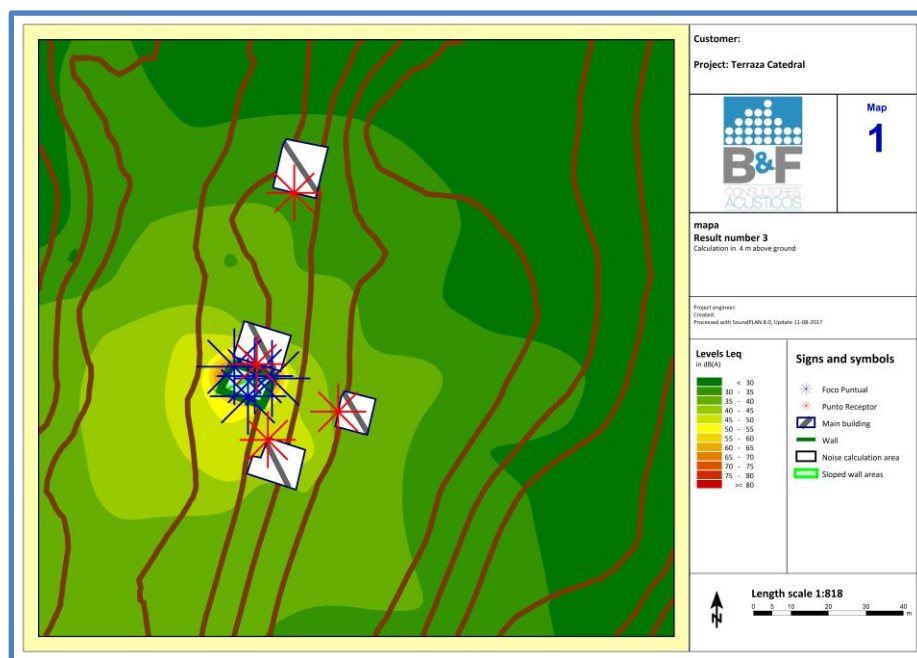 Customer:
Project: Terraza Catedral
B&F
CONSULTORES
ACÚSTICOS
Map
1
mapa
Result number 3
Calculation in 4 m above ground
Project engineer:
Created:
Processed with SoundPLAN 8.0, Update 11-08-2017
Levels Leq
in dB(A)
< 30
30 - 35
35 - 40
40 - 45
45 - 50
50 - 55
55 - 60
60 - 65
65 - 70
70 - 75
75 - 80
>= 80
Signs and symbols
Foco Puntual
Punto Receptor
Main building
Wall
Noise calculation area
Sloped wall areas
N
Length scale 1:818
0 5 10 20 30 40
m